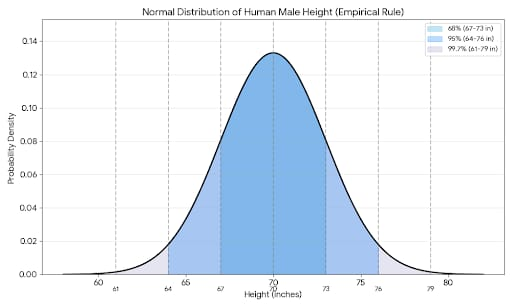 Normal Distribution of Human Male Height (Empirical Rule)
68% (67-73 in)
95% (64-76 in)
99.7% (61-79 in)
0.14
0.12
0.10
0.08
0.06
0.04
0.02
0.00
Probability Density
60 65 70 75 80
61 64 67 70 73 76 79
Height (inches)